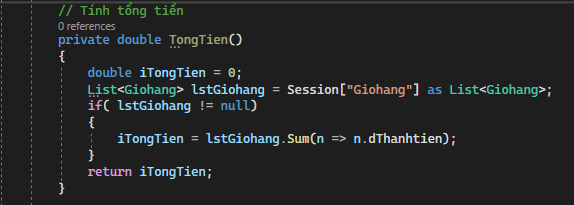 // Tính tổng tiền
0 references
private double TongTien()
{
double iTongTien = 0;
List<Giohang> lstGiohang = Session["Giohang"] as List<Giohang>;
if( lstGiohang != null)
{
iTongTien = lstGiohang.Sum(n => n.dThanhtien);
}
return iTongTien;
}